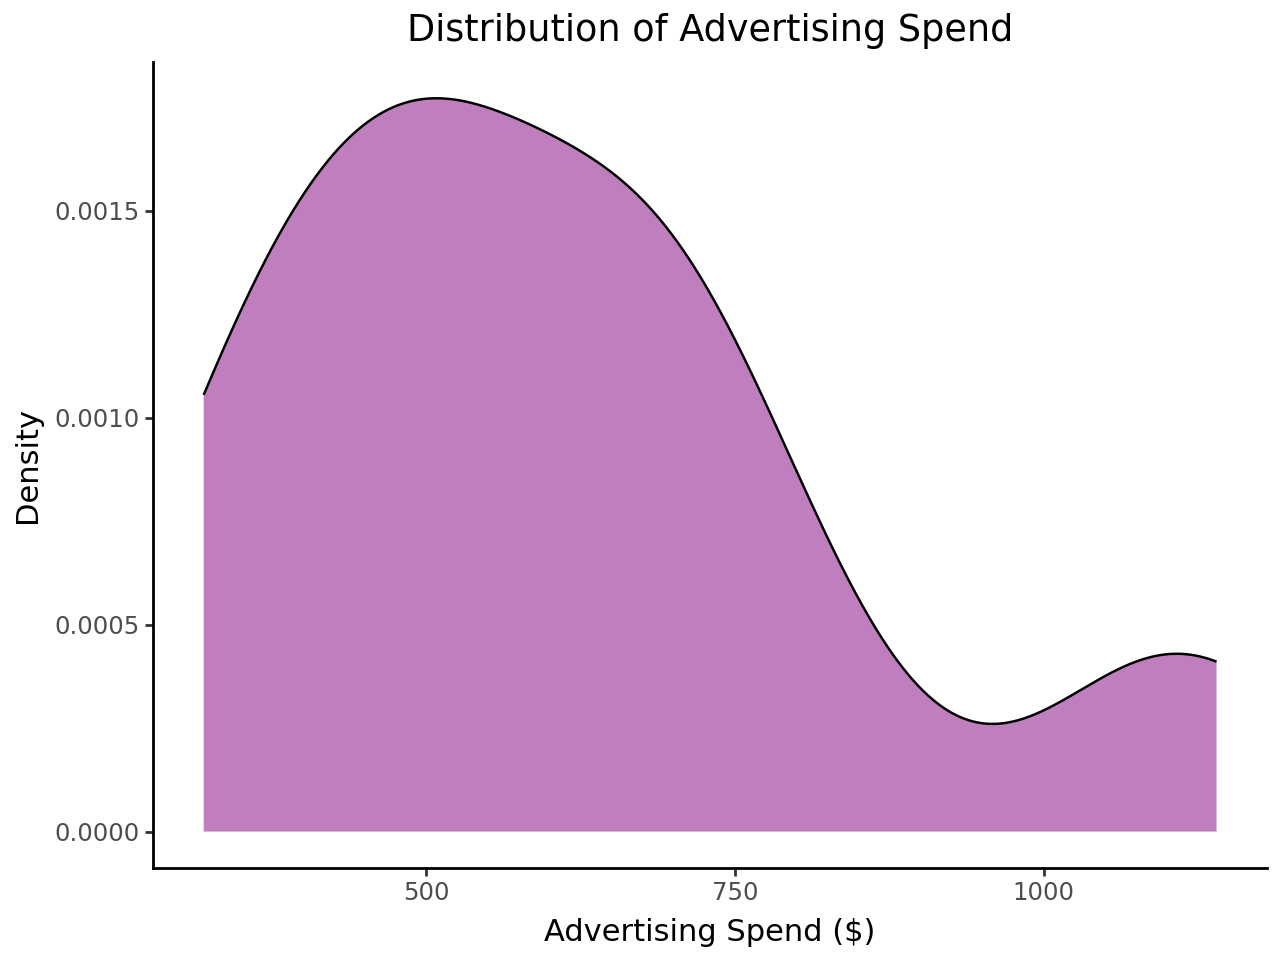 Distribution of Advertising Spend
Density
0.0015
0.0010
0.0005
0.0000
500
750
1000
Advertising Spend ($)